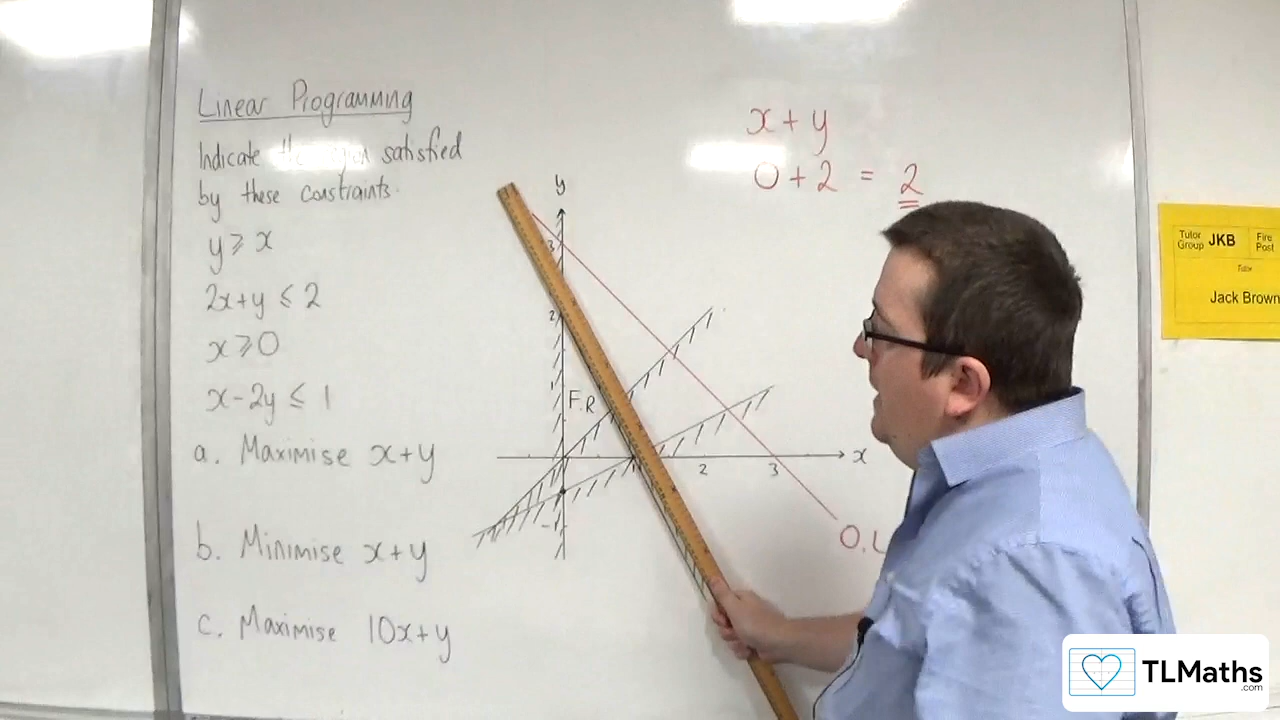 Linear Programming
Indicate the region satisfied
by these constraints.
y ⩾ x
2x+y ⩽ 2
x ⩾ 0
x-2y ⩽ 1
a. Maximise x+y
b. Minimise x+y
c. Maximise 10x+y
y
3
2
1
F.R
x
2
3
-1
O.L
x+y
0+2 = 2
Tutor Group JKB Fire Post
Tutor
Jack Brown
TLMaths
.com